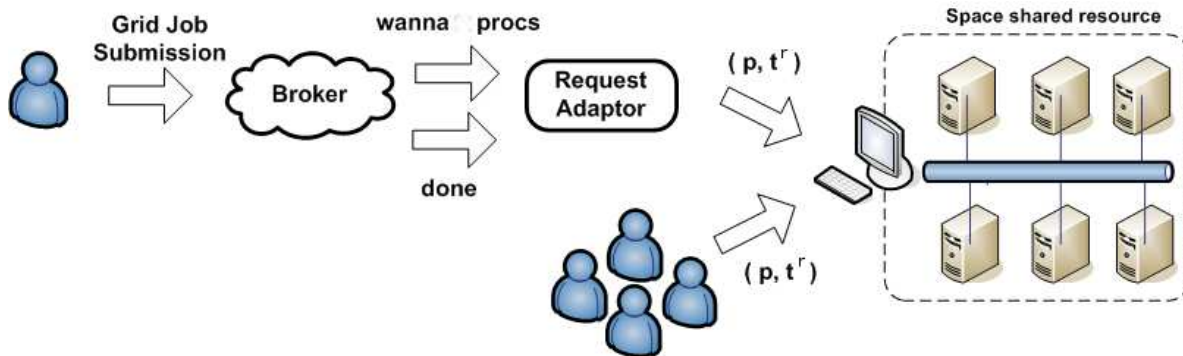 Grid Job
Submission
Broker
wanna procs
done
Request
Adaptor
( p, tʳ )
( p, tʳ )
Space shared resource